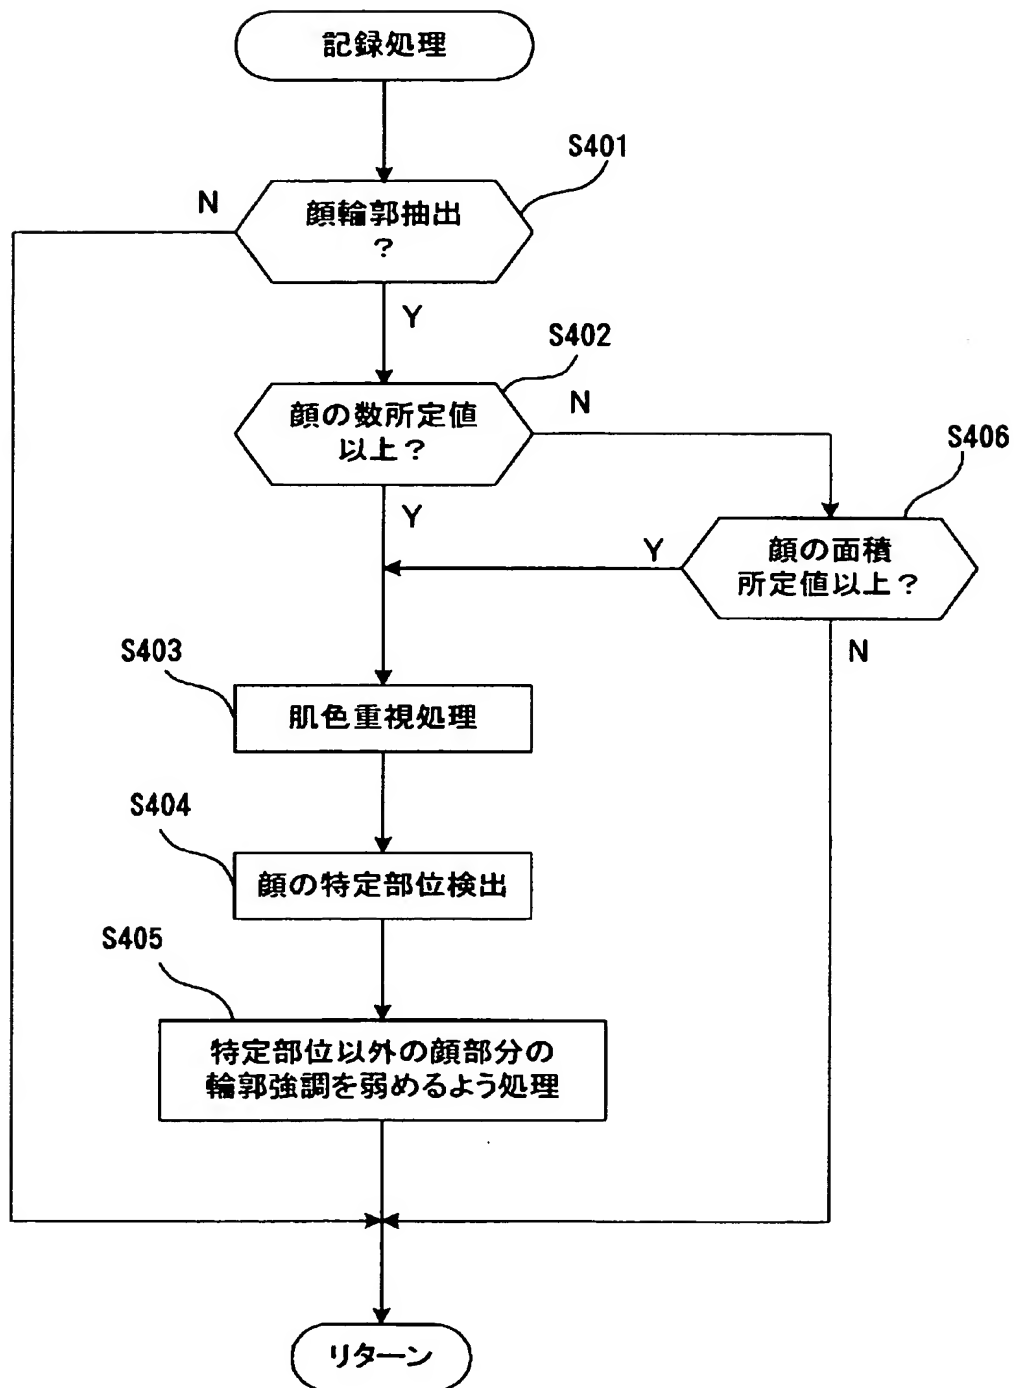 記録処理
S401
N
顔輪郭抽出
?
Y
S402
顔の数所定値
以上?
N
S406
Y
Y
顔の面積
所定値以上?
N
S403
肌色重視処理
S404
顔の特定部位検出
S405
特定部位以外の顔部分の
輪郭強調を弱めるよう処理
リターン